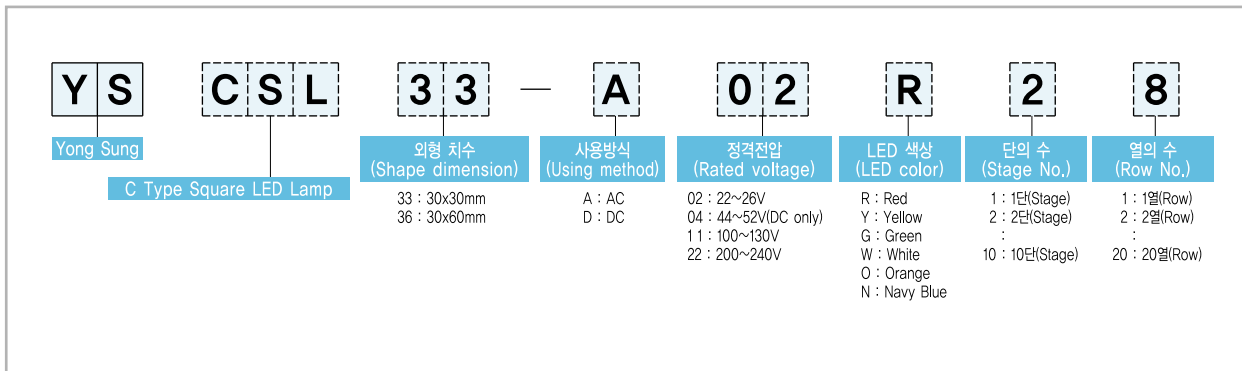 YS CSL 33 — A 02 R 2 8
Yong Sung
C Type Square LED Lamp
외형 치수
(Shape dimension)
33 : 30x30mm
36 : 30x60mm
사용방식
(Using method)
A : AC
D : DC
정격전압
(Rated voltage)
02 : 22~26V
04 : 44~52V(DC only)
11 : 100~130V
22 : 200~240V
LED 색상
(LED color)
R : Red
Y : Yellow
G : Green
W : White
O : Orange
N : Navy Blue
단의 수
(Stage No.)
1 : 1단(Stage)
2 : 2단(Stage)
:
10 : 10단(Stage)
열의 수
(Row No.)
1 : 1열(Row)
2 : 2열(Row)
:
20 : 20열(Row)